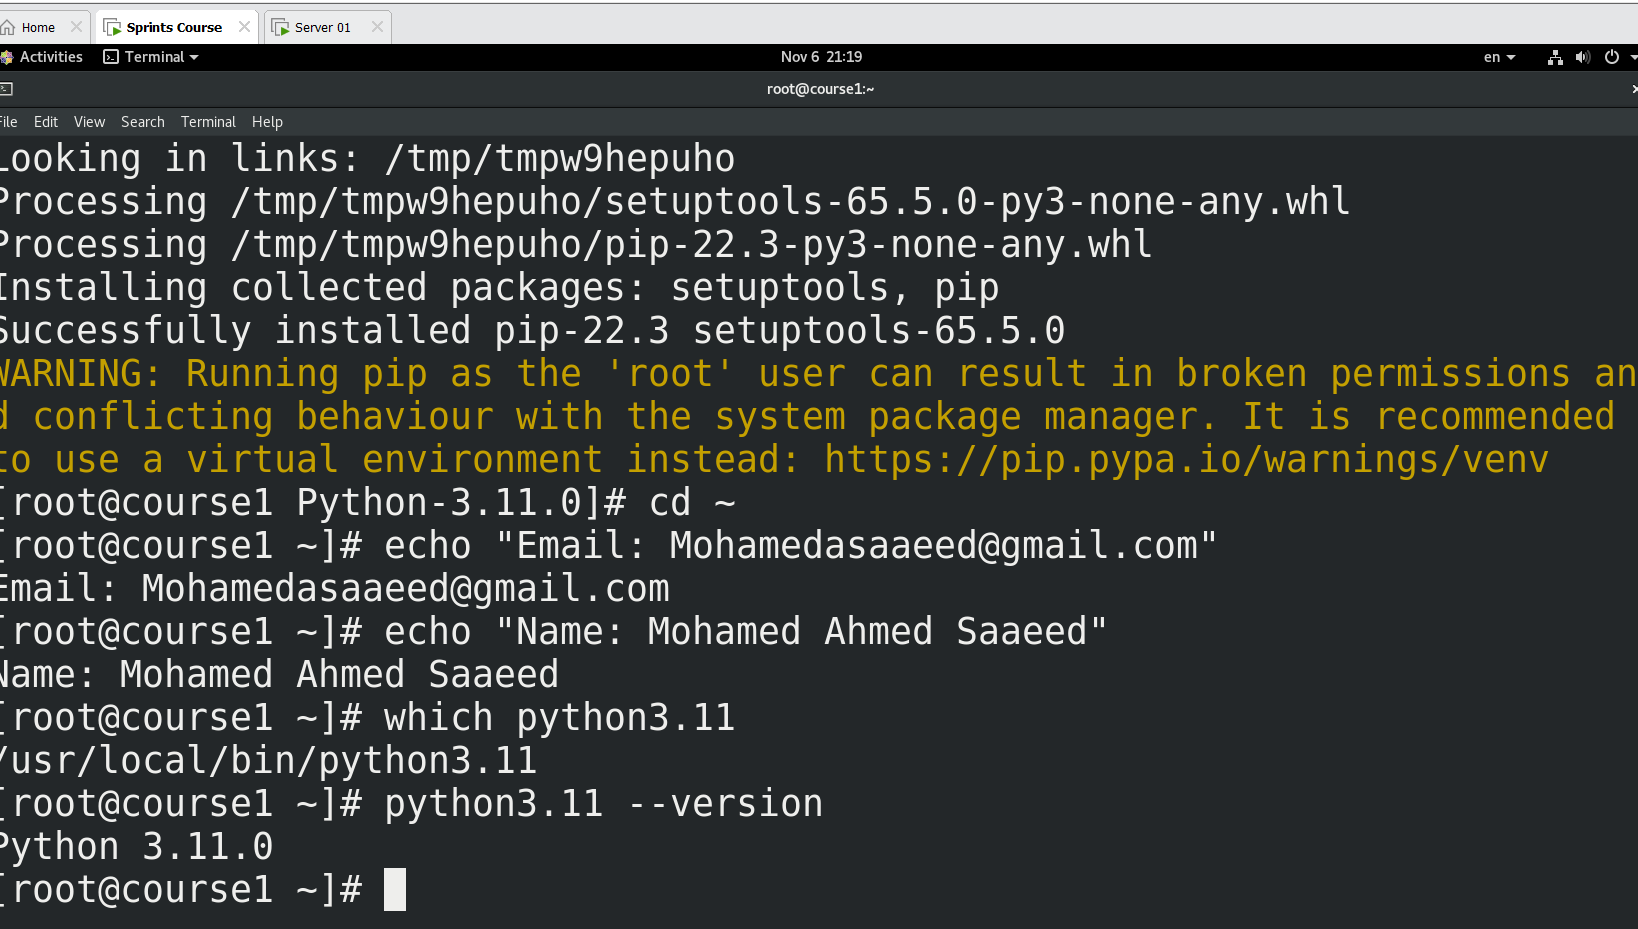 Home
Sprints Course
Server 01
Activities
Terminal
Nov 6 21:19
en
root@course1:~
File Edit View Search Terminal Help
Looking in links: /tmp/tmpw9hepuho
Processing /tmp/tmpw9hepuho/setuptools-65.5.0-py3-none-any.whl
Processing /tmp/tmpw9hepuho/pip-22.3-py3-none-any.whl
Installing collected packages: setuptools, pip
Successfully installed pip-22.3 setuptools-65.5.0
WARNING: Running pip as the 'root' user can result in broken permissions an
d conflicting behaviour with the system package manager. It is recommended
to use a virtual environment instead: https://pip.pypa.io/warnings/venv
[root@course1 Python-3.11.0]# cd ~
[root@course1 ~]# echo "Email: Mohamedasaaeed@gmail.com"
Email: Mohamedasaaeed@gmail.com
[root@course1 ~]# echo "Name: Mohamed Ahmed Saaeed"
Name: Mohamed Ahmed Saaeed
[root@course1 ~]# which python3.11
/usr/local/bin/python3.11
[root@course1 ~]# python3.11 --version
Python 3.11.0
[root@course1 ~]#